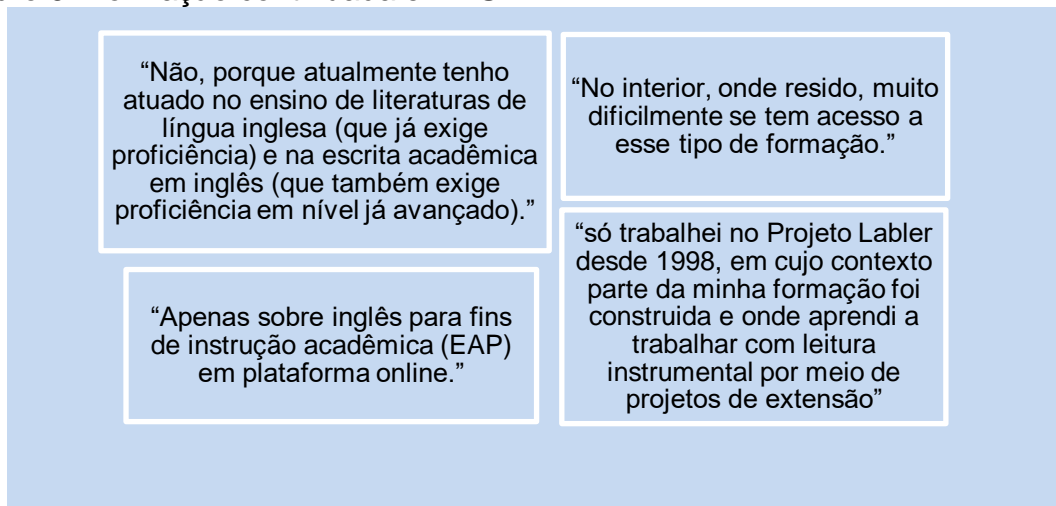 “Não, porque atualmente tenho
atuado no ensino de literaturas de
língua inglesa (que já exige
proficiência) e na escrita acadêmica
em inglês (que também exige
proficiência em nível já avançado).”
“No interior, onde resido, muito
dificilmente se tem acesso a
esse tipo de formação.”
“Apenas sobre inglês para fins
de instrução acadêmica (EAP)
em plataforma online.”
“só trabalhei no Projeto Labler
desde 1998, em cujo contexto
parte da minha formação foi
construida e onde aprendi a
trabalhar com leitura
instrumental por meio de
projetos de extensão”